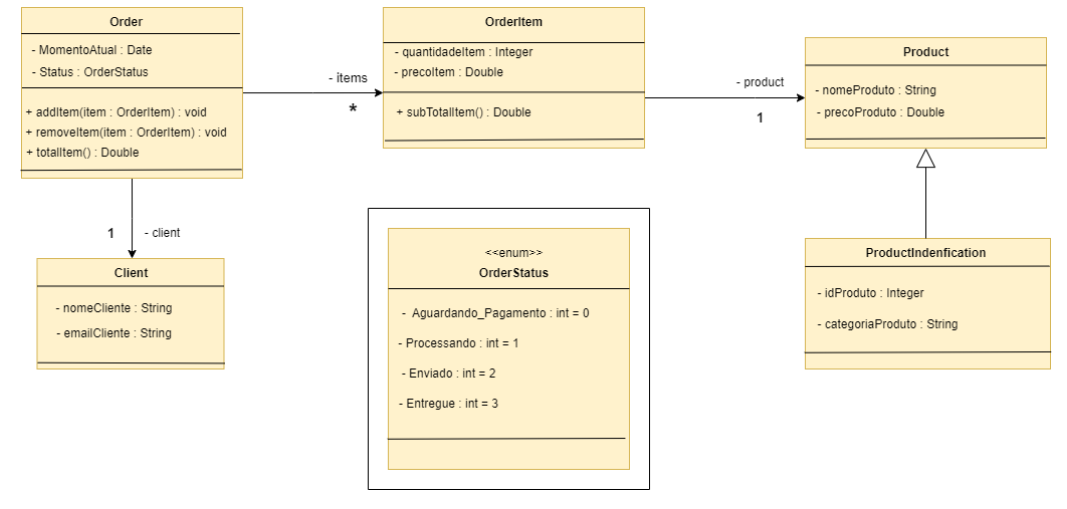 Order
- MomentoAtual : Date
- Status : OrderStatus
+ addItem(item : OrderItem) : void
+ removeItem(item : OrderItem) : void
+ totalItem() : Double
- items
*
OrderItem
- quantidadeItem : Integer
- precoItem : Double
+ subTotalItem() : Double
- product
1
Product
- nomeProduto : String
- precoProduto : Double
1
- client
Client
- nomeCliente : String
- emailCliente : String
<<enum>>
OrderStatus
- Aguardando_Pagamento : int = 0
- Processando : int = 1
- Enviado : int = 2
- Entregue : int = 3
ProductIndenfication
- idProduto : Integer
- categoriaProduto : String